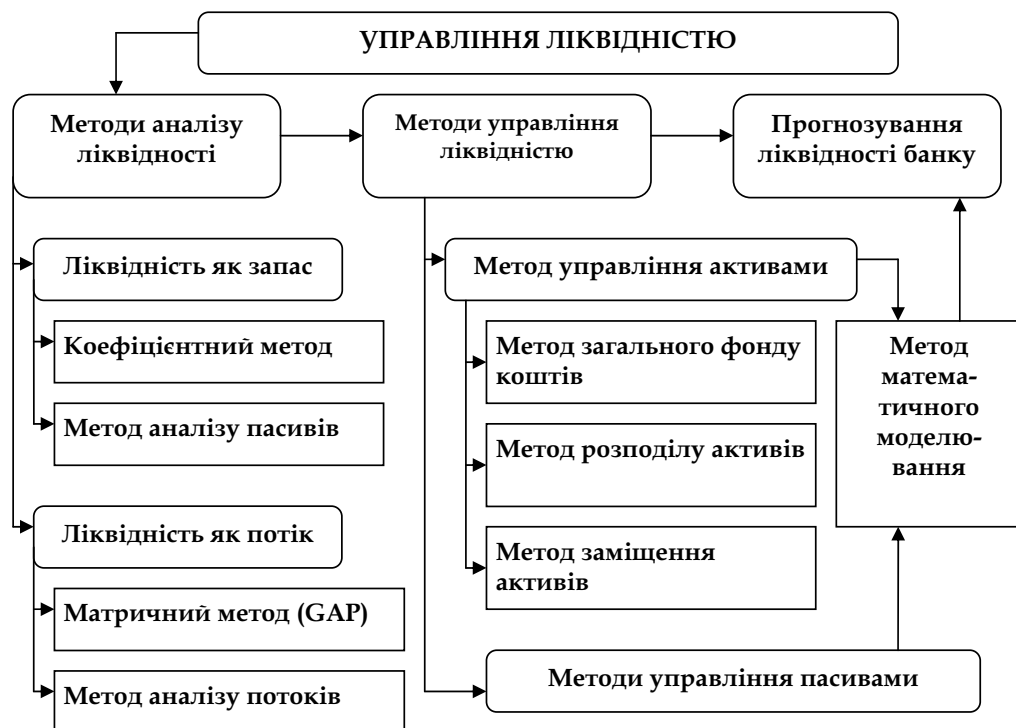 УПРАВЛІННЯ ЛІКВІДНІСТЮ
Методи аналізу
ліквідності
Методи управління
ліквідністю
Прогнозування
ліквідності банку
Ліквідність як запас
Коефіцієнтний метод
Метод аналізу пасивів
Ліквідність як потік
Матричний метод (GAP)
Метод аналізу потоків
Метод управління активами
Метод загального фонду
коштів
Метод розподілу активів
Метод заміщення
активів
Методи управління пасивами
Метод
матема-
тичного
моделю-
вання